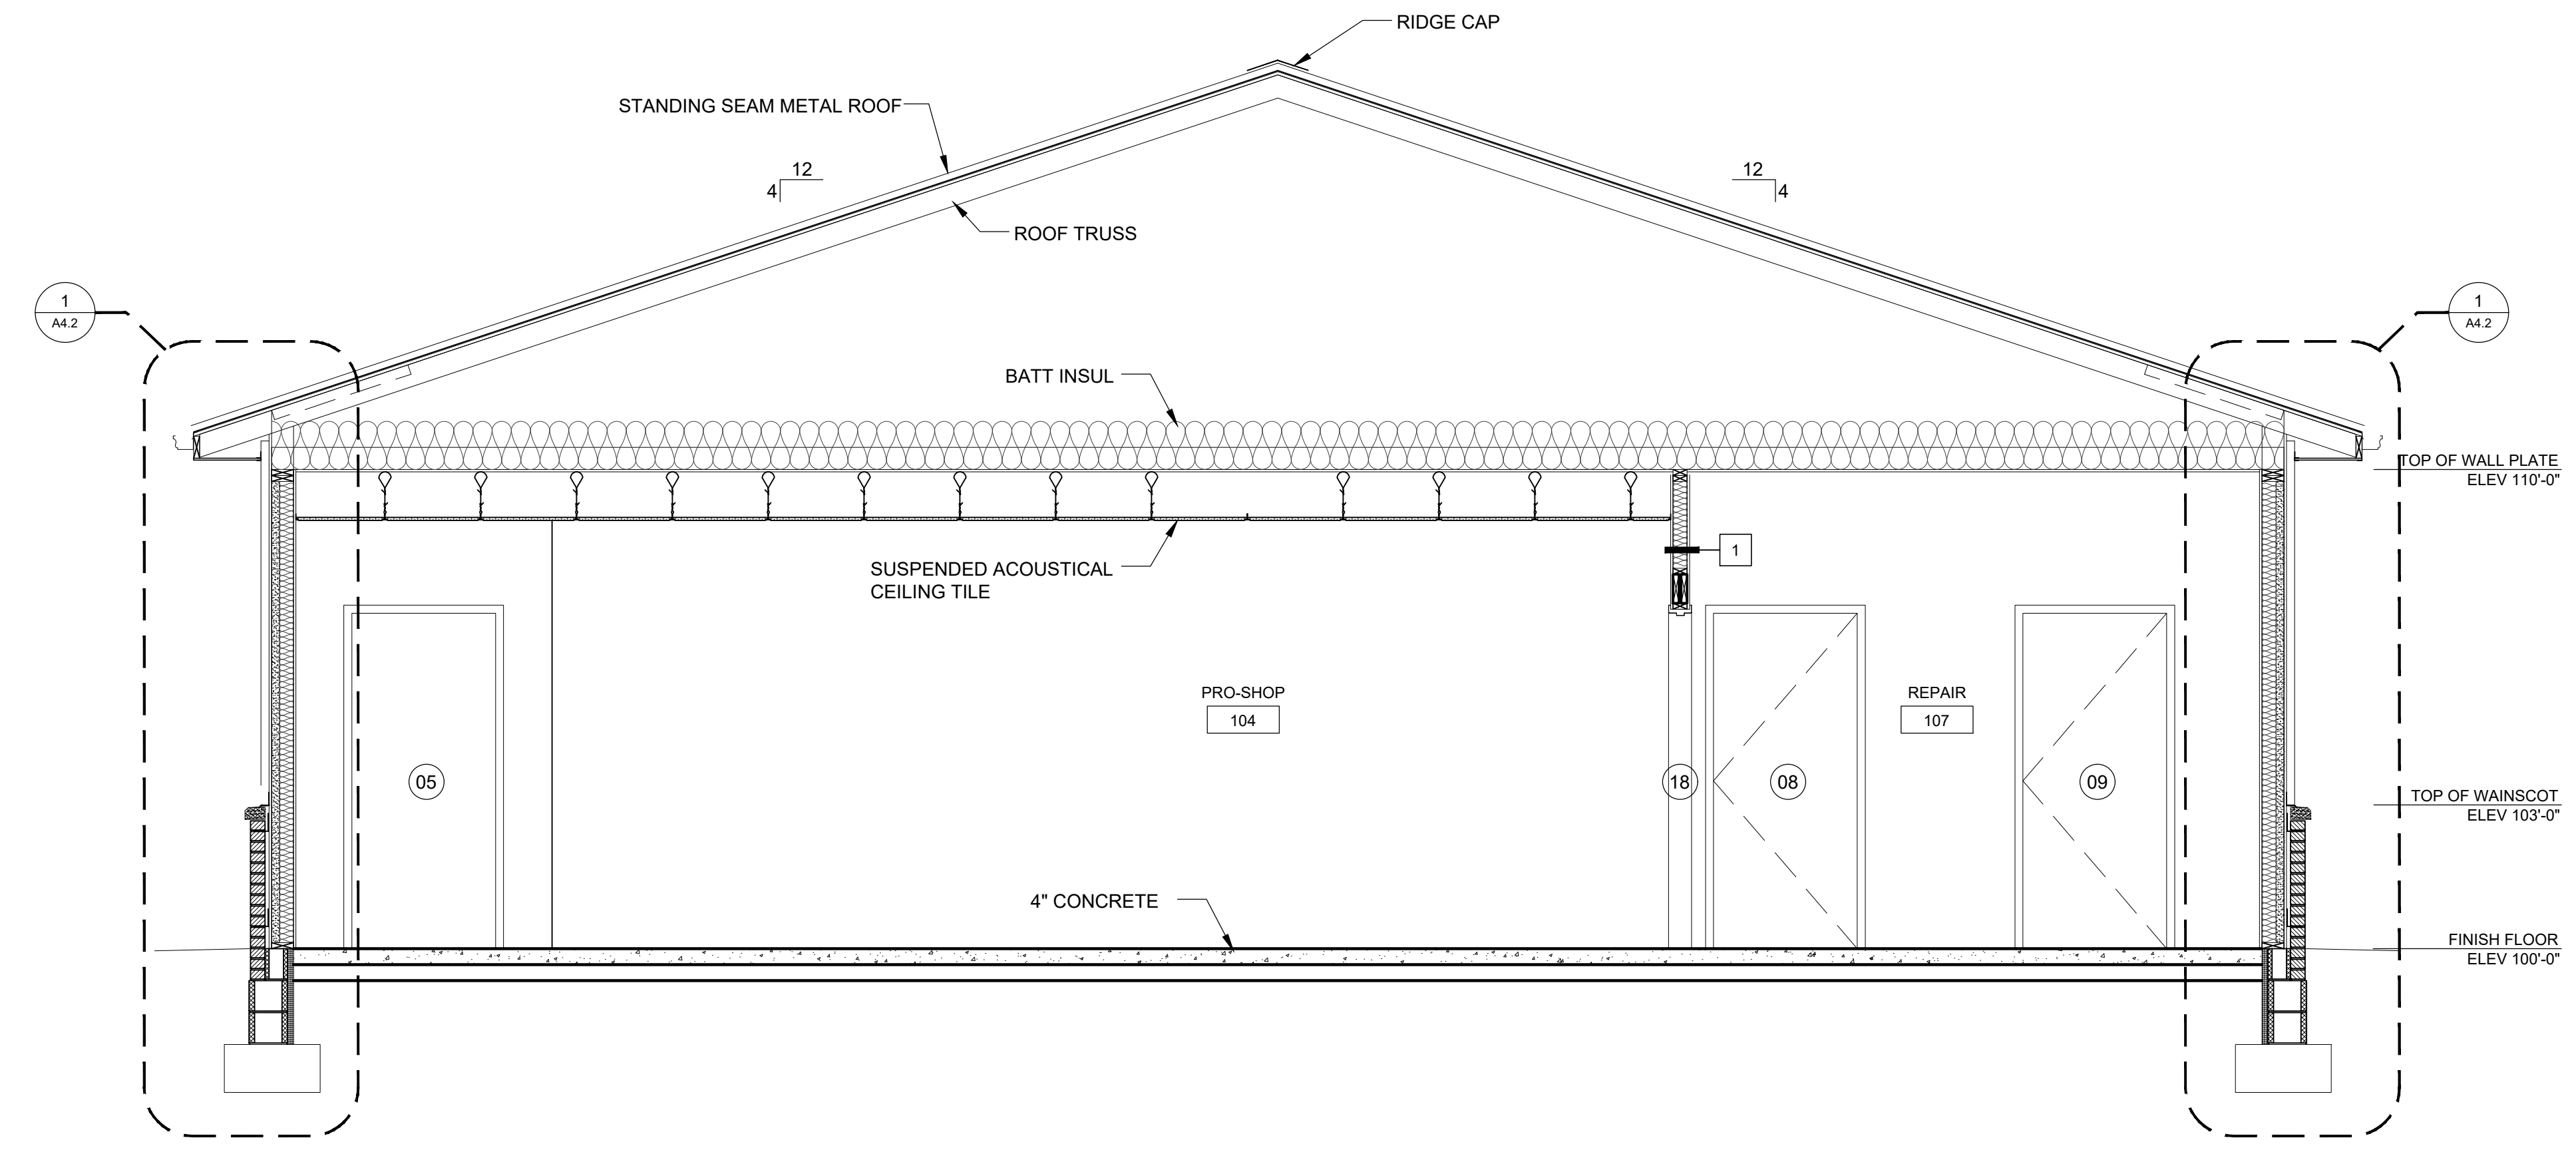 RIDGE CAP
STANDING SEAM METAL ROOF
12
4
12
4
ROOF TRUSS
1
A4.2
1
A4.2
BATT INSUL
TOP OF WALL PLATE
ELEV 110'-0"
SUSPENDED ACOUSTICAL
CEILING TILE
1
PRO-SHOP
104
REPAIR
107
05
18
08
09
TOP OF WAINSCOT
ELEV 103'-0"
4" CONCRETE
FINISH FLOOR
ELEV 100'-0"